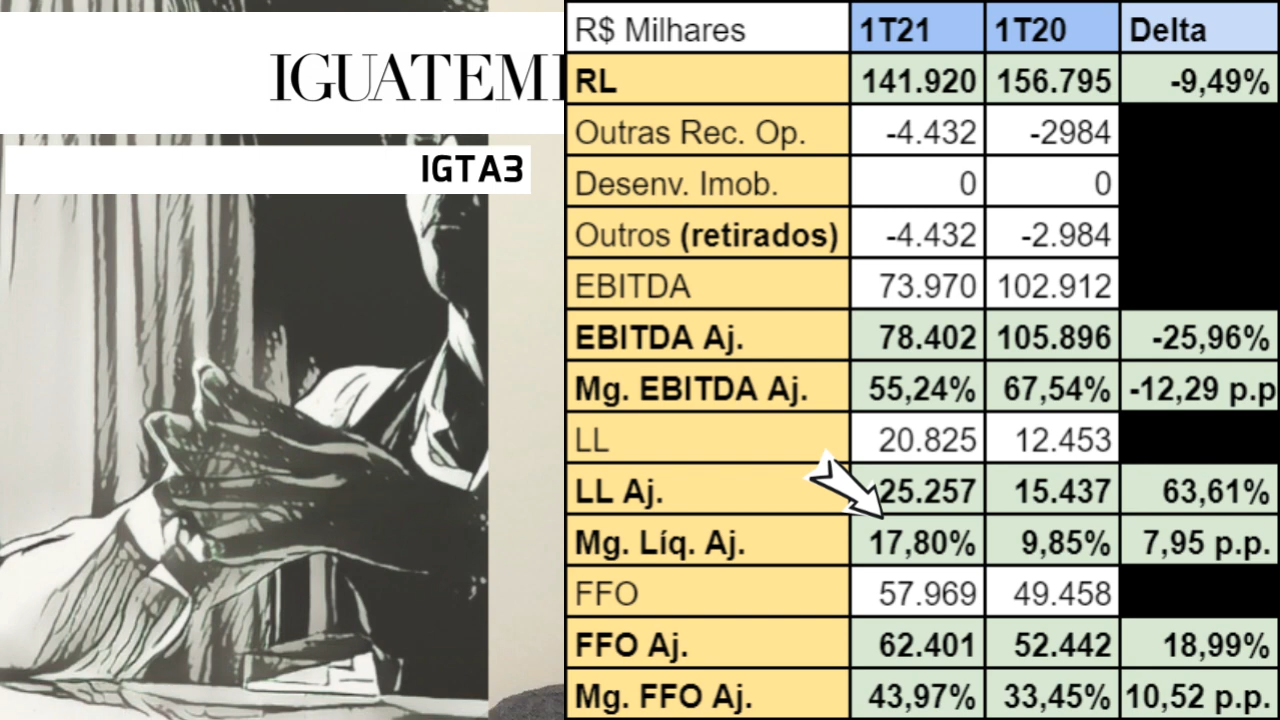 IGUATEMI
IGTA3
R$ Milhares 1T21 1T20 Delta
RL 141.920 156.795 -9,49%
Outras Rec. Op. -4.432 -2984
Desenv. Imob. 0 0
Outros (retirados) -4.432 -2.984
EBITDA 73.970 102.912
EBITDA Aj. 78.402 105.896 -25,96%
Mg. EBITDA Aj. 55,24% 67,54% -12,29 p.p
LL 20.825 12.453
LL Aj. 25.257 15.437 63,61%
Mg. Líq. Aj. 17,80% 9,85% 7,95 p.p.
FFO 57.969 49.458
FFO Aj. 62.401 52.442 18,99%
Mg. FFO Aj. 43,97% 33,45% 10,52 p.p.